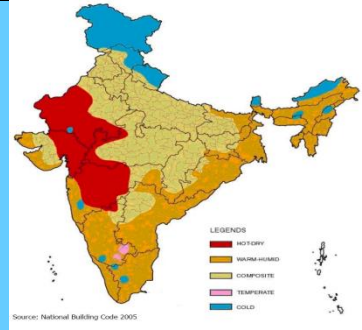 LEGENDS
HOT-DRY
WARM-HUMID
COMPOSITE
TEMPERATE
COLD
Source: National Building Code 2005